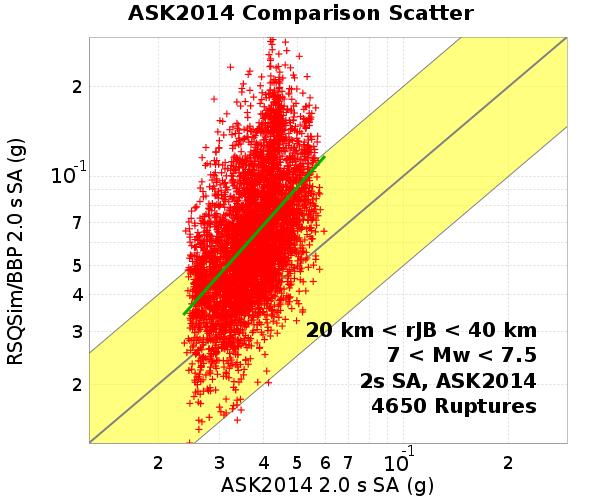 ASK2014 Comparison Scatter
RSQSim/BBP 2.0 s SA (g)
2
10-1
7
5
4
3
2
20 km < rJB < 40 km
7 < Mw < 7.5
2s SA, ASK2014
4650 Ruptures
2 3 4 5 6 7 10-1 2
ASK2014 2.0 s SA (g)